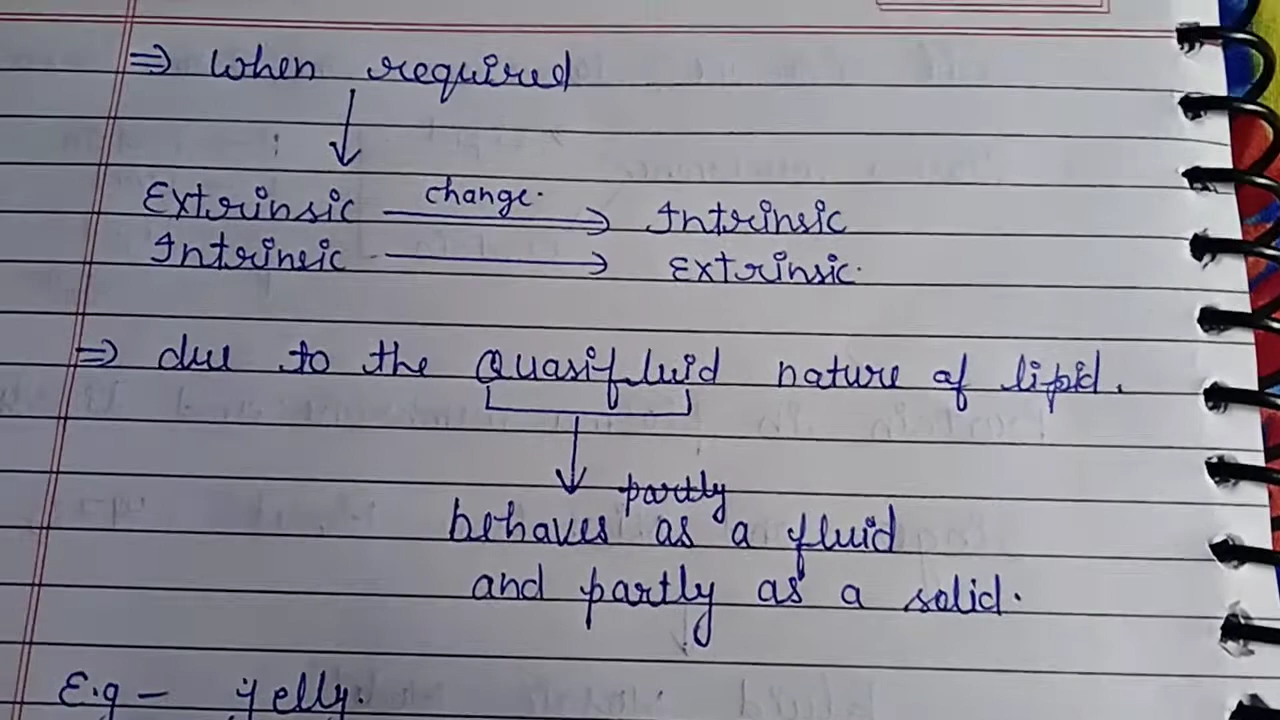 ⇒ When required
↓
Extrinsic change. ⇒ Intrinsic
Intrinsic → Extrinsic.
⇒ due to the Quasifluid nature of lipid.
↓
partly
behaves as a fluid
and partly as a solid.
E.g – jelly.